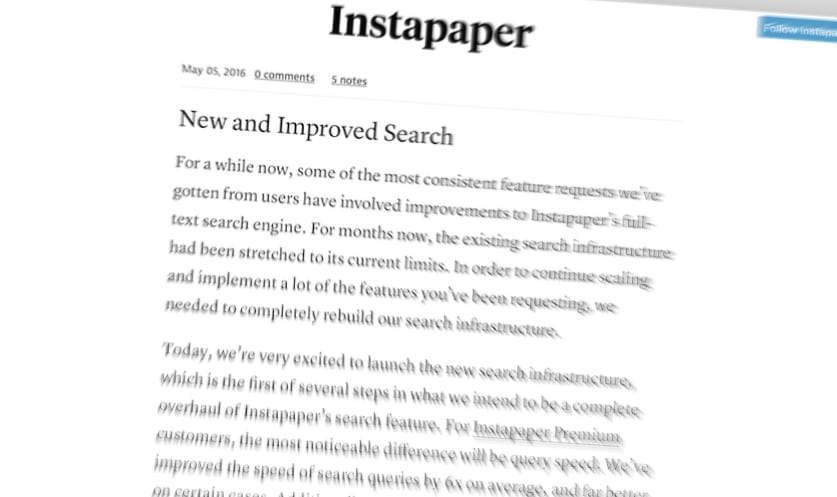 Instapaper
Follow instapa
May 05, 2016 0 comments 5 notes
New and Improved Search
For a while now, some of the most consistent feature requests we've
gotten from users have involved improvements to Instapaper's full-
text search engine. For months now, the existing search infrastructure
had been stretched to its current limits. In order to continue scaling
and implement a lot of the features you've been requesting, we
needed to completely rebuild our search infrastructure.
Today, we're very excited to launch the new search infrastructure,
which is the first of several steps in what we intend to be a complete
overhaul of Instapaper's search feature. For Instapaper Premium
customers, the most noticeable difference will be query speed. We've
improved the speed of search queries by 6x on average, and far better
on certain cases.